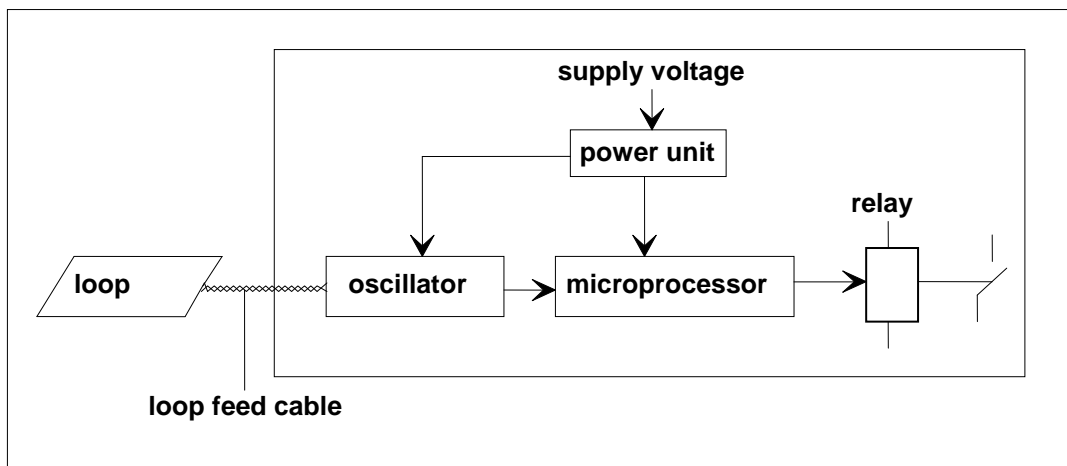 supply voltage
power unit
relay
loop
oscillator
microprocessor
loop feed cable